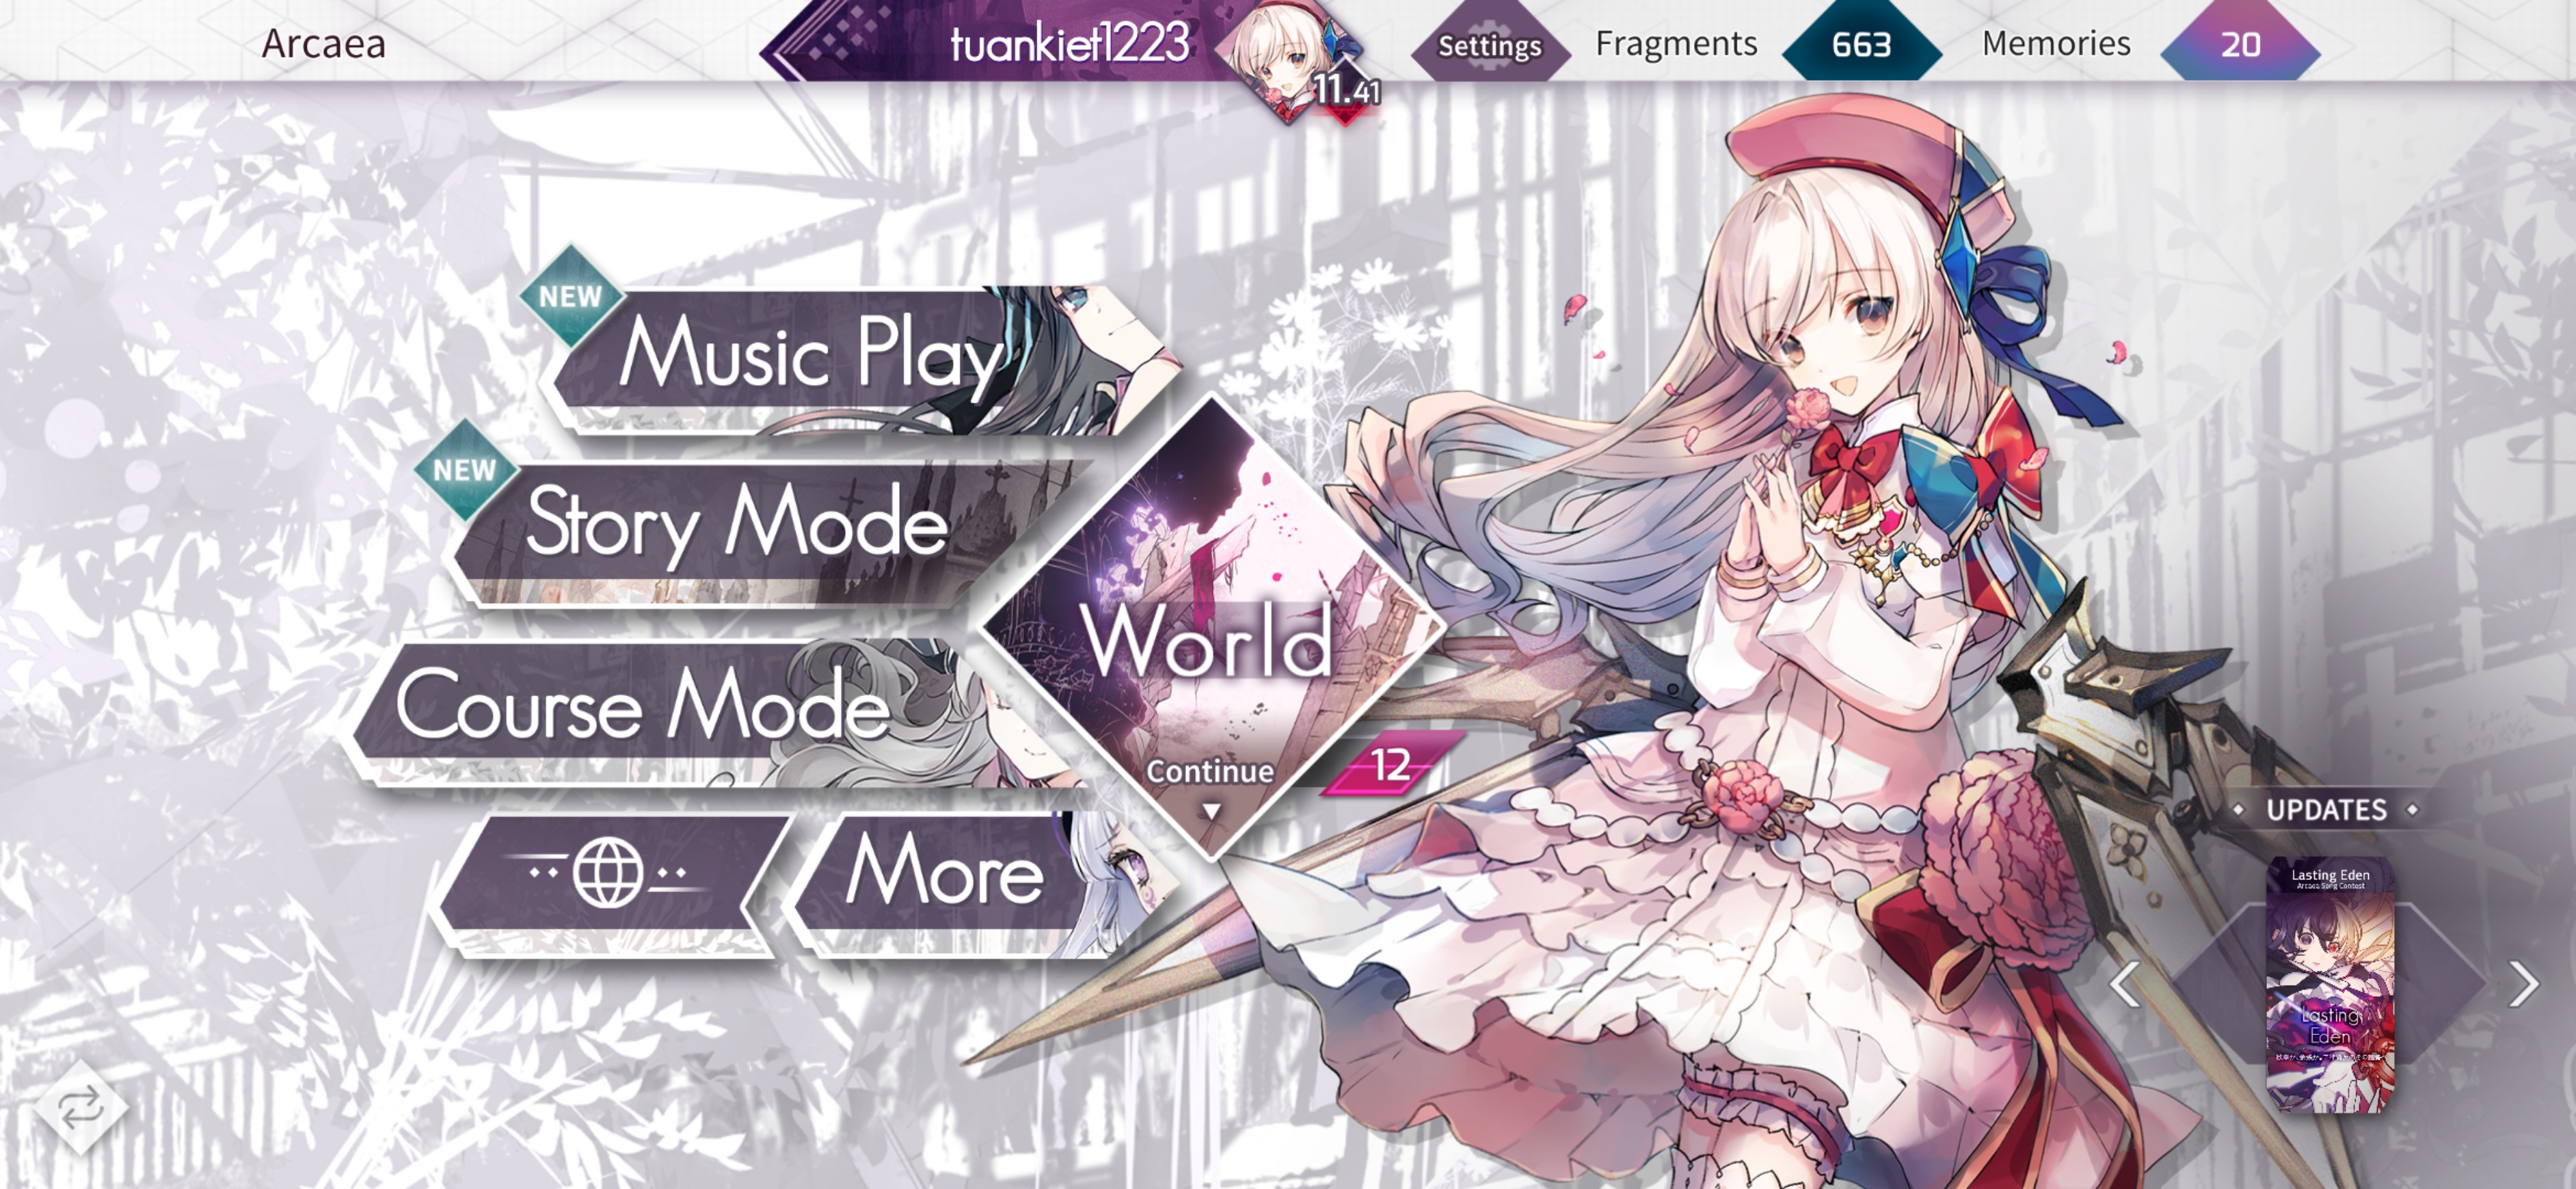 Arcaea
tuankiet1223
11.41
Settings
Fragments
663
Memories
20
NEW
Music Play
NEW
Story Mode
World
Course Mode
Continue
12
More
UPDATES
Lasting Eden
Arcaea Song Contest
Lasting
Eden